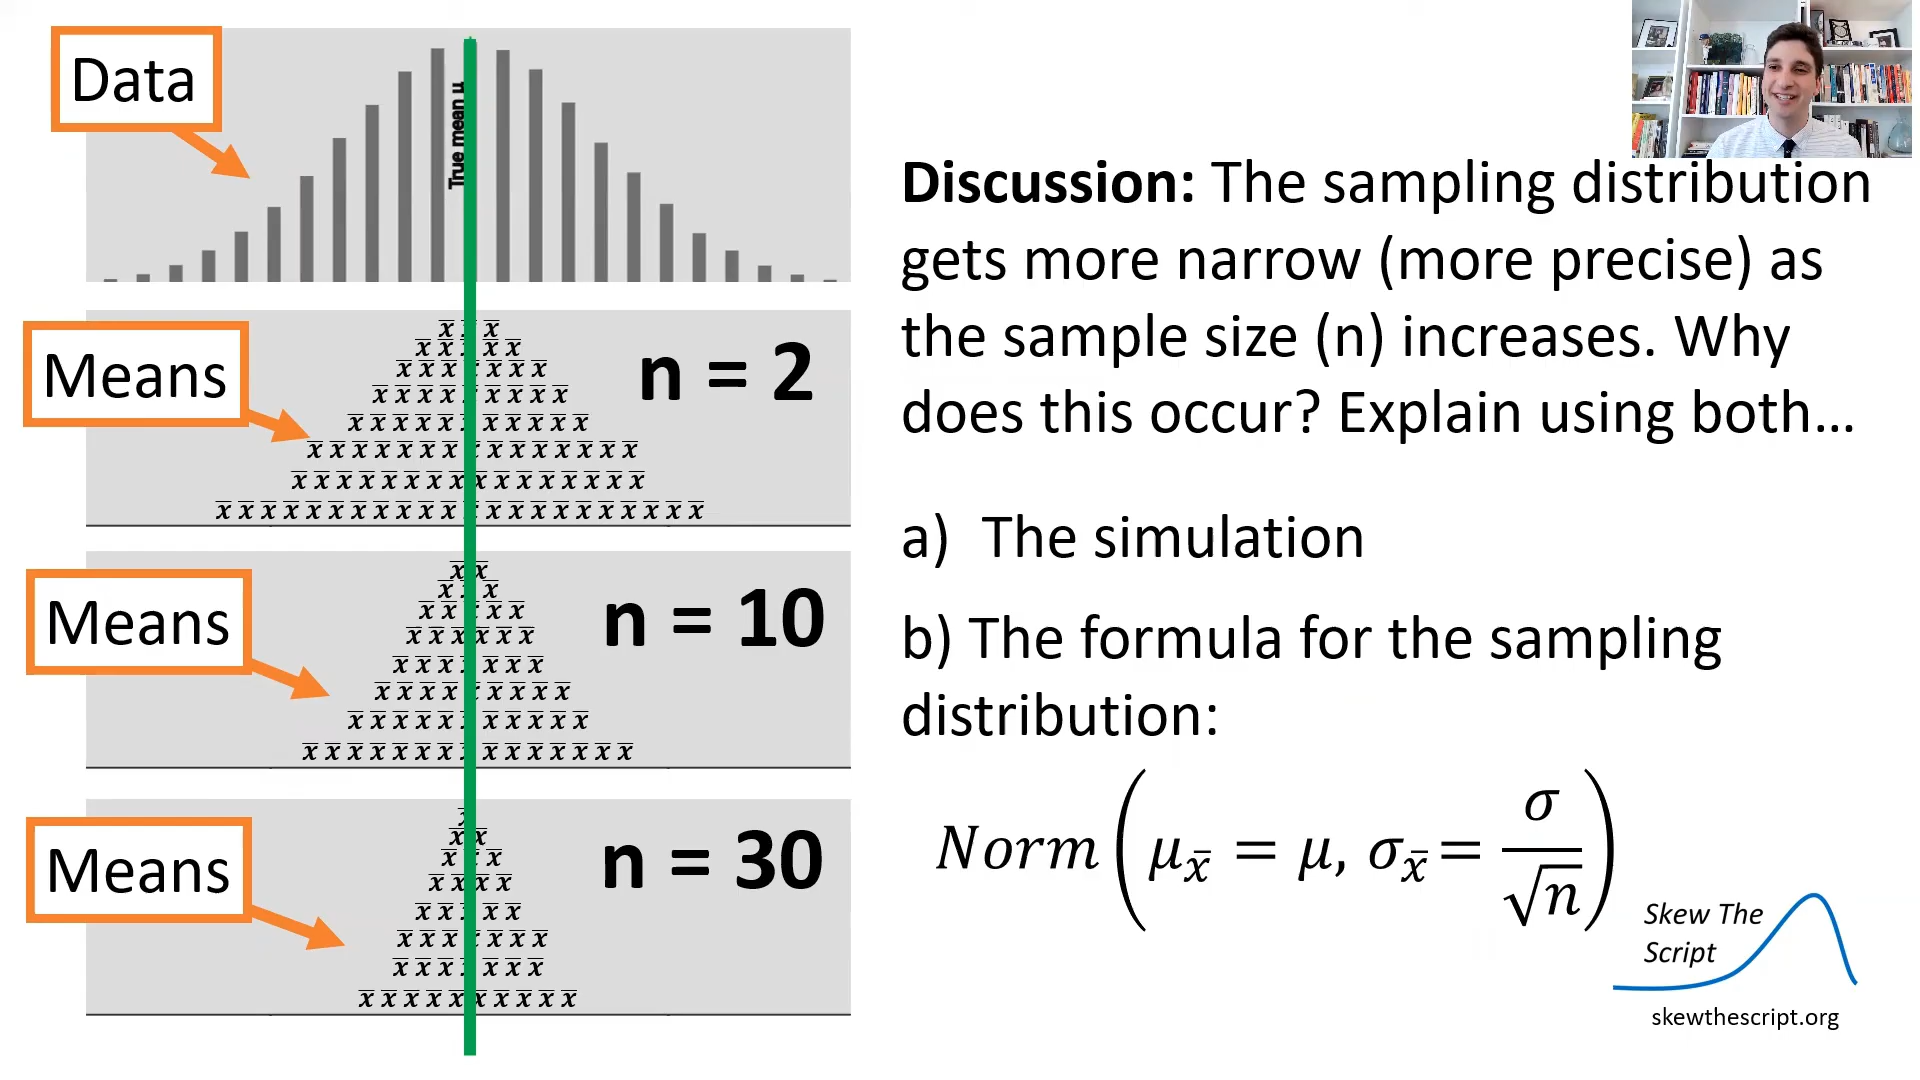 Data
True mean μ
Discussion: The sampling distribution
gets more narrow (more precise) as
the sample size (n) increases. Why
does this occur? Explain using both...
Means
n = 2
x̅ x̅ x̅
x̅ x̅ x̅ x̅ x̅
x̅ x̅ x̅ x̅ x̅ x̅ x̅
x̅ x̅ x̅ x̅ x̅ x̅ x̅ x̅ x̅
x̅ x̅ x̅ x̅ x̅ x̅ x̅ x̅ x̅ x̅ x̅
x̅ x̅ x̅ x̅ x̅ x̅ x̅ x̅ x̅ x̅ x̅ x̅ x̅ x̅ x̅
x̅ x̅ x̅ x̅ x̅ x̅ x̅ x̅ x̅ x̅ x̅ x̅ x̅ x̅ x̅ x̅
x̅ x̅ x̅ x̅ x̅ x̅ x̅ x̅ x̅ x̅ x̅ x̅ x̅ x̅ x̅ x̅ x̅ x̅ x̅ x̅ x̅ x̅
a) The simulation
b) The formula for the sampling
distribution:
Means
n = 10
x̅ x̅
x̅ x̅ x̅
x̅ x̅ x̅ x̅ x̅
x̅ x̅ x̅ x̅ x̅ x̅
x̅ x̅ x̅ x̅ x̅ x̅ x̅
x̅ x̅ x̅ x̅ x̅ x̅ x̅ x̅ x̅
x̅ x̅ x̅ x̅ x̅ x̅ x̅ x̅ x̅ x̅ x̅
x̅ x̅ x̅ x̅ x̅ x̅ x̅ x̅ x̅ x̅ x̅ x̅ x̅ x̅ x̅
Norm(μx̅ = μ, σx̅ = σ/√n)
Means
n = 30
x̅
x̅ x̅
x̅ x̅ x̅
x̅ x̅ x̅ x̅
x̅ x̅ x̅ x̅ x̅
x̅ x̅ x̅ x̅ x̅ x̅ x̅
x̅ x̅ x̅ x̅ x̅ x̅ x̅
x̅ x̅ x̅ x̅ x̅ x̅ x̅ x̅ x̅ x̅
Skew The
Script
skewthescript.org